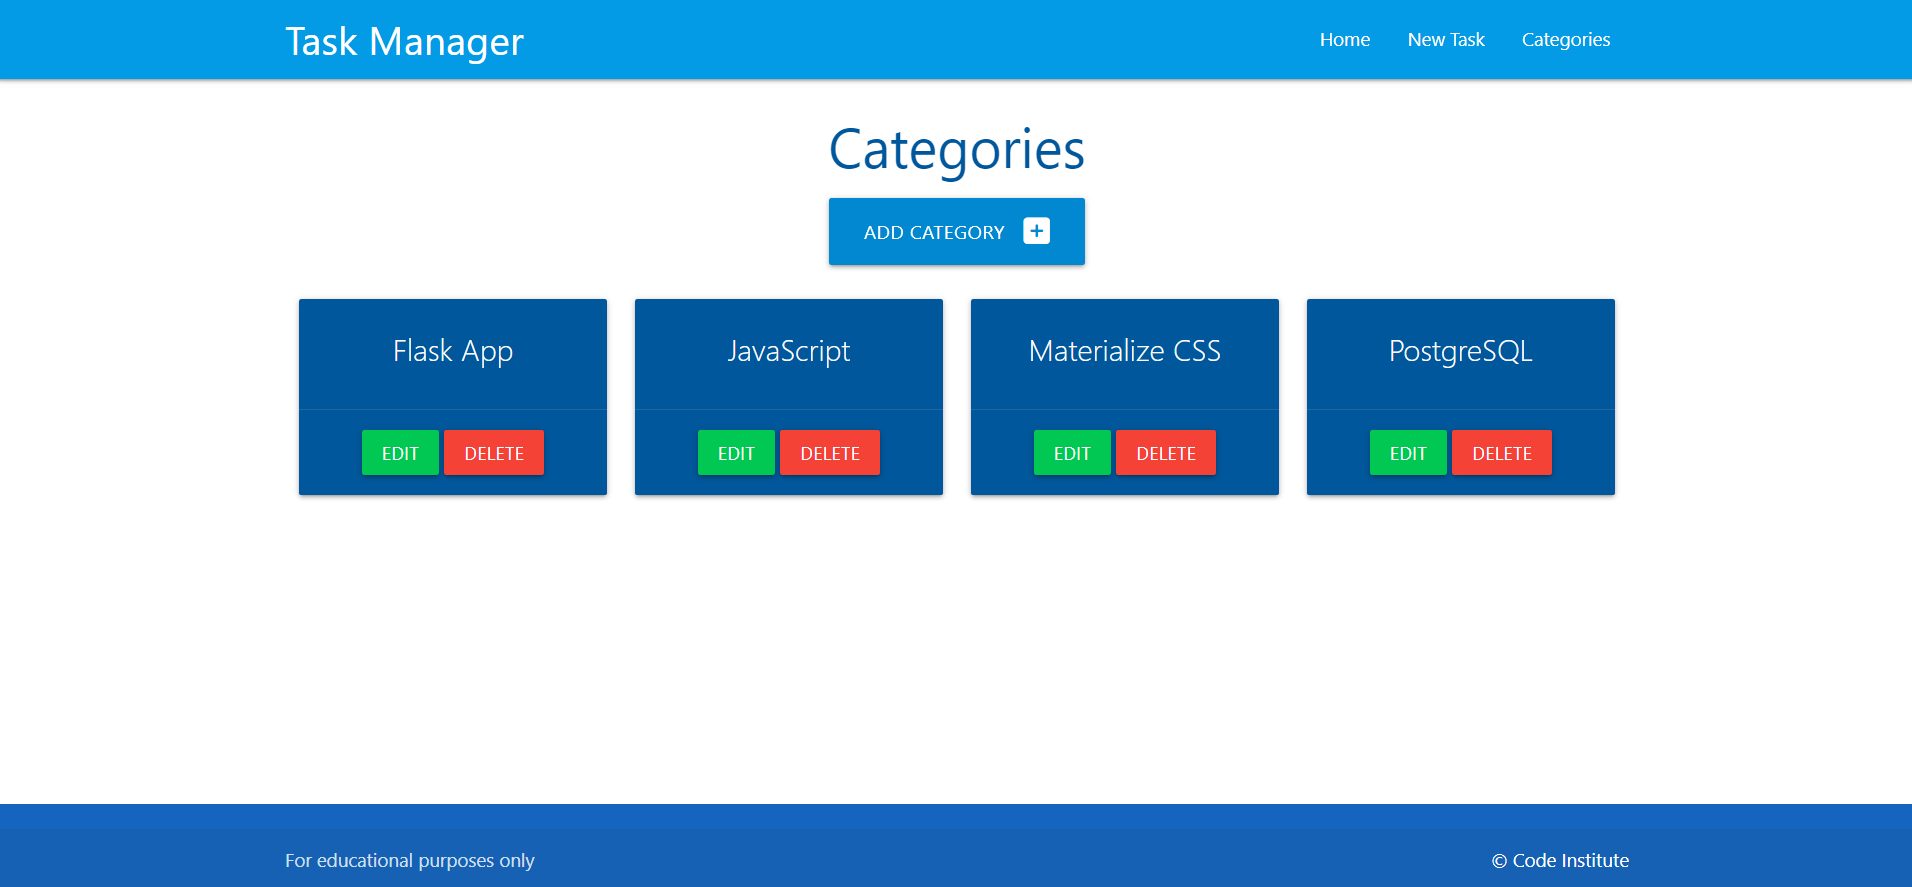 Task Manager
Home New Task Categories
Categories
ADD CATEGORY
Flask App
EDIT DELETE
JavaScript
EDIT DELETE
Materialize CSS
EDIT DELETE
PostgreSQL
EDIT DELETE
For educational purposes only
© Code Institute